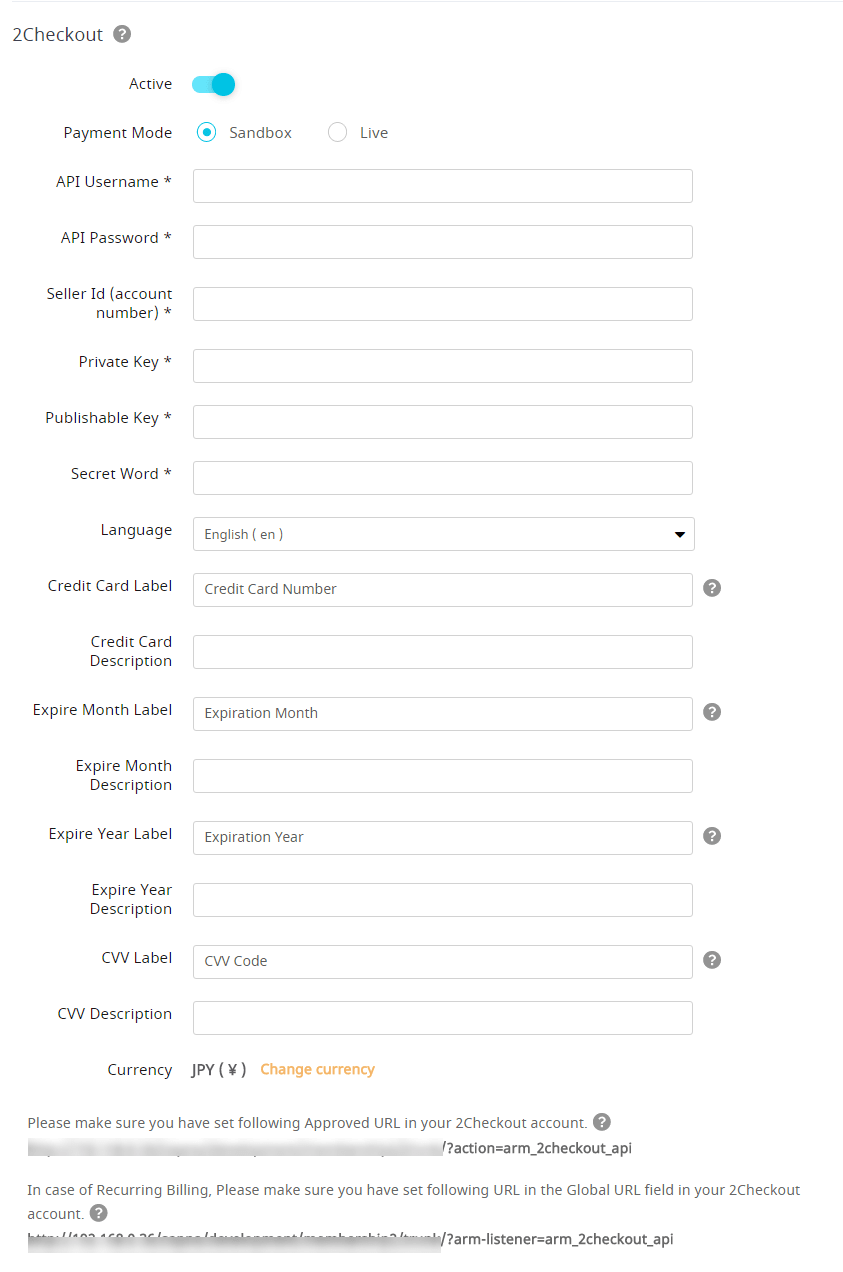 2Checkout ?
Active
Payment Mode Sandbox Live
API Username *
API Password *
Seller Id (account
number) *
Private Key *
Publishable Key *
Secret Word *
Language English ( en )
Credit Card Label Credit Card Number ?
Credit Card
Description
Expire Month Label Expiration Month ?
Expire Month
Description
Expire Year Label Expiration Year ?
Expire Year
Description
CVV Label CVV Code ?
CVV Description
Currency JPY ( ¥ ) Change currency
Please make sure you have set following Approved URL in your 2Checkout account. ?
/?action=arm_2checkout_api
In case of Recurring Billing, Please make sure you have set following URL in the Global URL field in your 2Checkout
account. ?
/?arm-listener=arm_2checkout_api